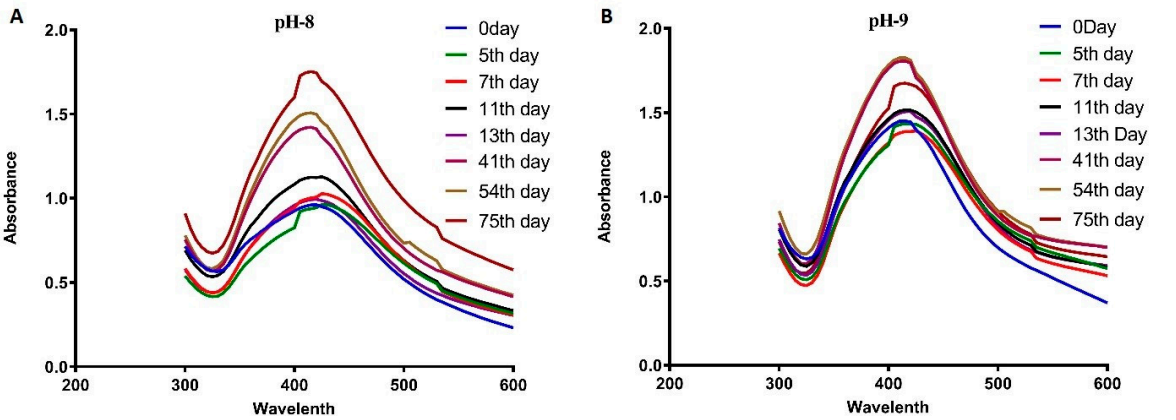 A
pH-8
2.0
1.5
1.0
0.5
0.0
Absorbance
200
300
400
500
600
Wavelenth
0day
5th day
7th day
11th day
13th day
41th day
54th day
75th day
B
pH-9
2.0
1.5
1.0
0.5
0.0
Absorbance
200
300
400
500
600
Wavelenth
0Day
5th day
7th day
11th day
13th Day
41th day
54th day
75th day